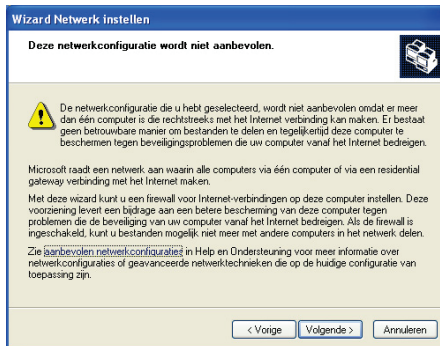 Wizard Netwerk instellen
Deze netwerkconfiguratie wordt niet aanbevolen.
De netwerkconfiguratie die u hebt geselecteerd, wordt niet aanbevolen omdat er meer
dan één computer is die rechtstreeks met het Internet verbinding kan maken. Er bestaat
geen betrouwbare manier om bestanden te delen en tegelijkertijd deze computer te
beschermen tegen beveiligingsproblemen die uw computer vanaf het Internet bedreigen.
Microsoft raadt een netwerk aan waarin alle computers via één computer of via een residential
gateway verbinding met het Internet maken.
Met deze wizard kunt u een firewall voor Internet-verbindingen op deze computer instellen. Deze
voorziening levert een bijdrage aan een betere bescherming van deze computer tegen
problemen die de beveiliging van uw computer vanaf het Internet bedreigen. Als de firewall is
ingeschakeld, kunt u bestanden mogelijk niet meer met andere computers in het netwerk delen.
Zie aanbevolen netwerkconfiguraties in Help en Ondersteuning voor meer informatie over
netwerkconfiguraties of geavanceerde netwerktechnieken die op de huidige configuratie van
toepassing zijn.
< Vorige Volgende > Annuleren